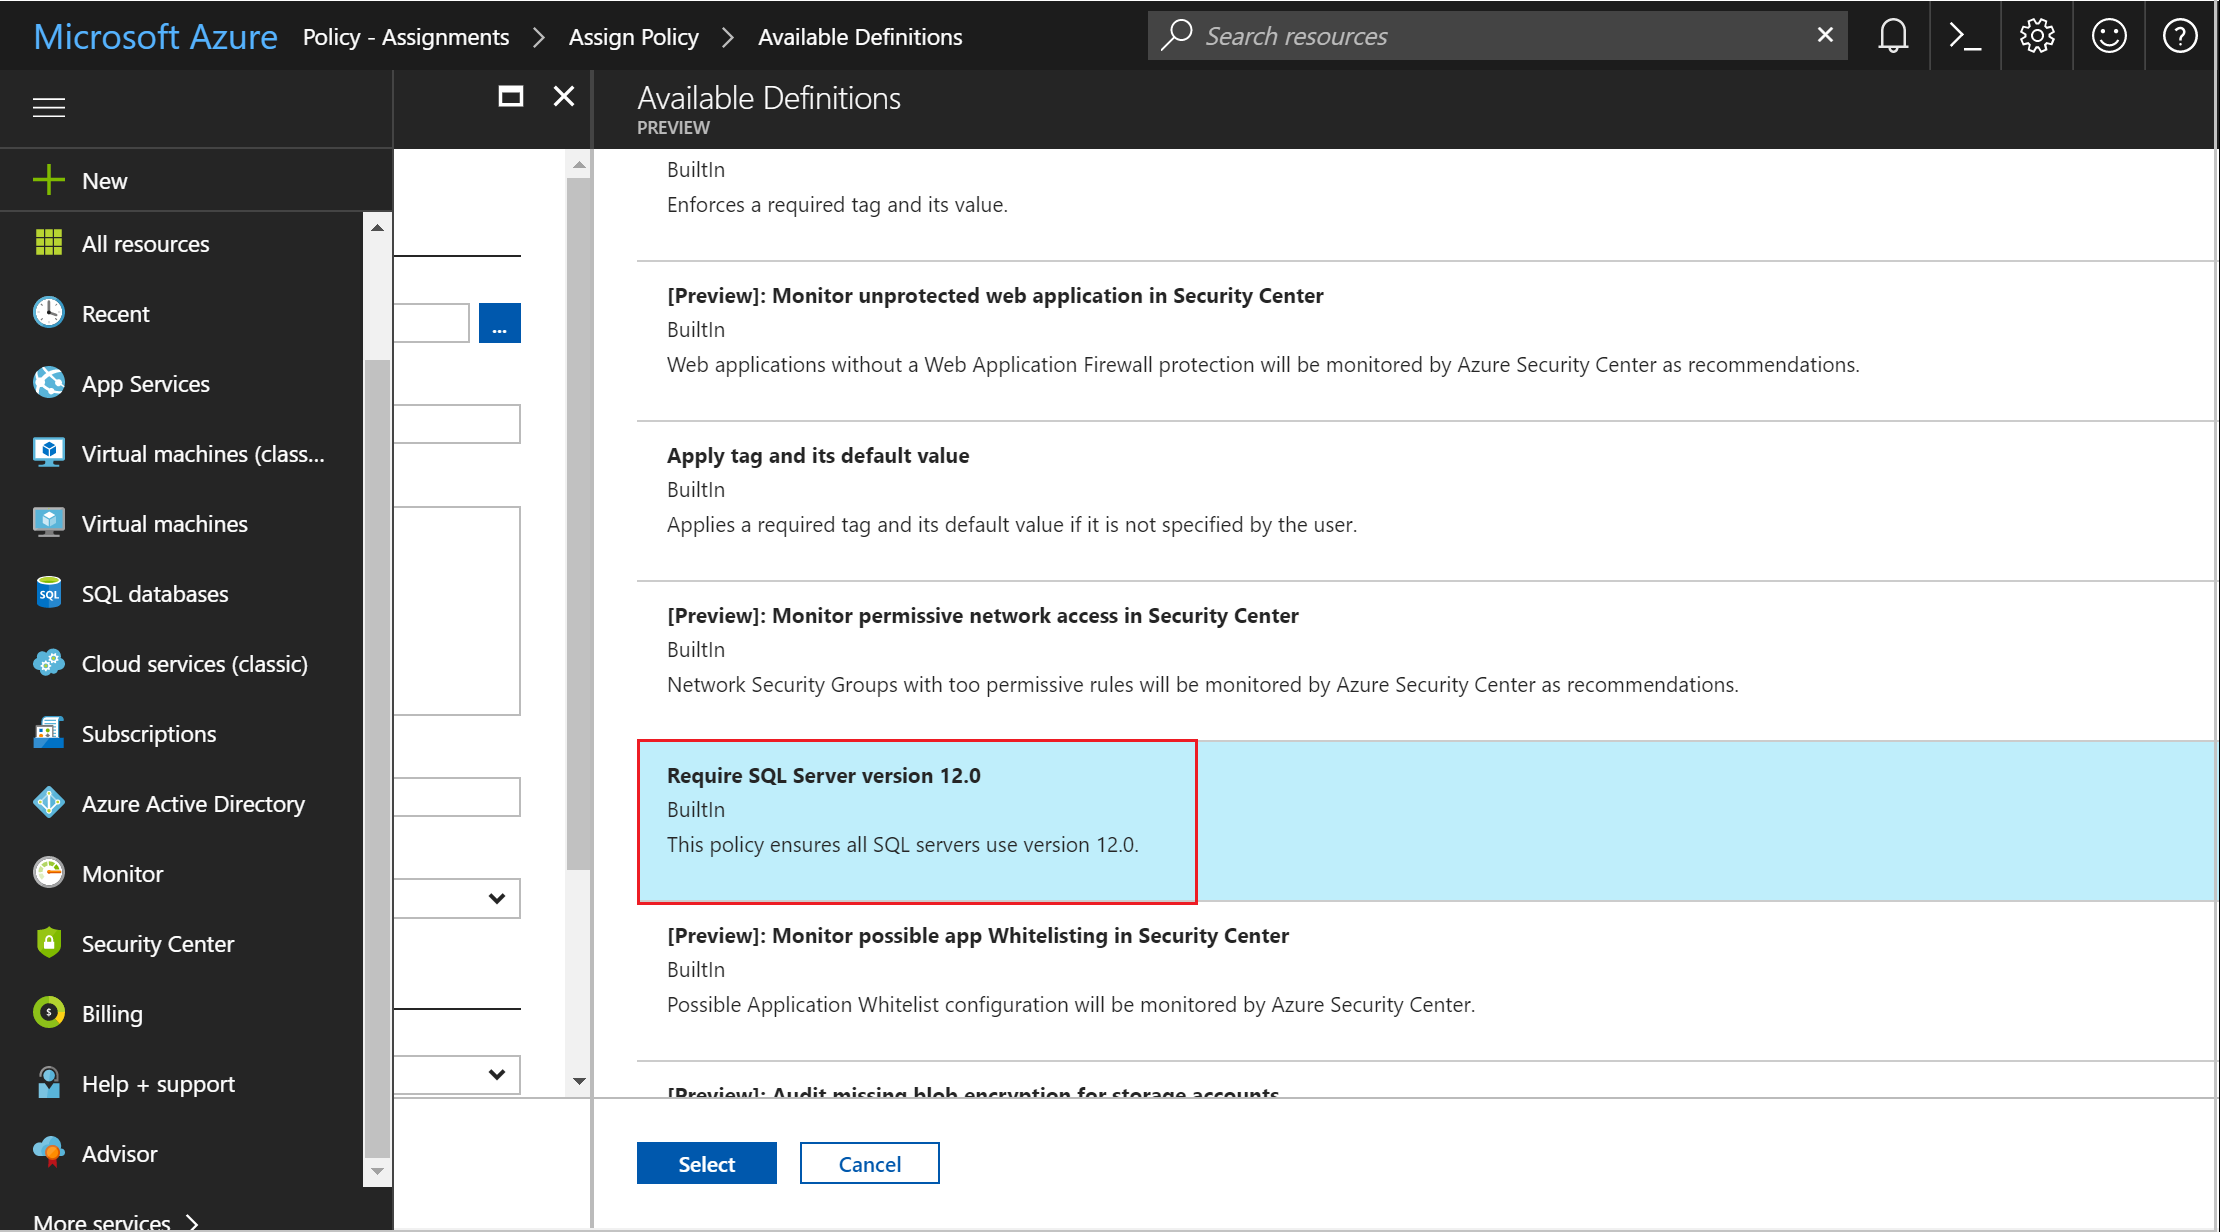 Microsoft Azure Policy - Assignments > Assign Policy > Available Definitions
Search resources
Available Definitions
PREVIEW
New
All resources
Recent
App Services
Virtual machines (class...
Virtual machines
SQL databases
Cloud services (classic)
Subscriptions
Azure Active Directory
Monitor
Security Center
Billing
Help + support
Advisor
More services >
...
BuiltIn
Enforces a required tag and its value.
[Preview]: Monitor unprotected web application in Security Center
BuiltIn
Web applications without a Web Application Firewall protection will be monitored by Azure Security Center as recommendations.
Apply tag and its default value
BuiltIn
Applies a required tag and its default value if it is not specified by the user.
[Preview]: Monitor permissive network access in Security Center
BuiltIn
Network Security Groups with too permissive rules will be monitored by Azure Security Center as recommendations.
Require SQL Server version 12.0
BuiltIn
This policy ensures all SQL servers use version 12.0.
[Preview]: Monitor possible app Whitelisting in Security Center
BuiltIn
Possible Application Whitelist configuration will be monitored by Azure Security Center.
[Preview]: Audit missing blob encryption for storage accounts
Select
Cancel